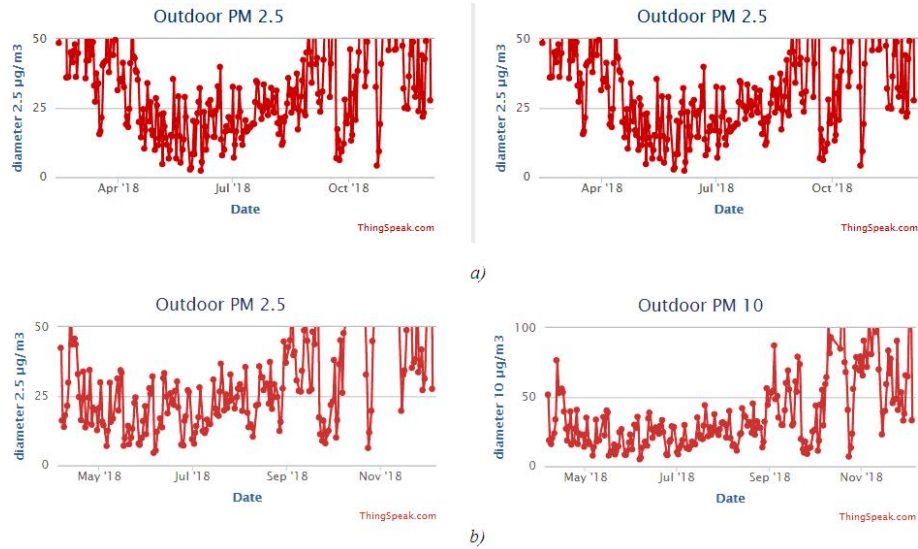 Outdoor PM 2.5
diameter 2.5 µg/m3
50
25
0
Apr '18
Jul '18
Oct '18
Date
ThingSpeak.com
Outdoor PM 2.5
diameter 2.5 µg/m3
50
25
0
Apr '18
Jul '18
Oct '18
Date
ThingSpeak.com
a)
Outdoor PM 2.5
diameter 2.5 µg/m3
50
25
0
May '18
Jul '18
Sep '18
Nov '18
Date
ThingSpeak.com
Outdoor PM 10
diameter 10 µg/m3
100
50
0
May '18
Jul '18
Sep '18
Nov '18
Date
ThingSpeak.com
b)